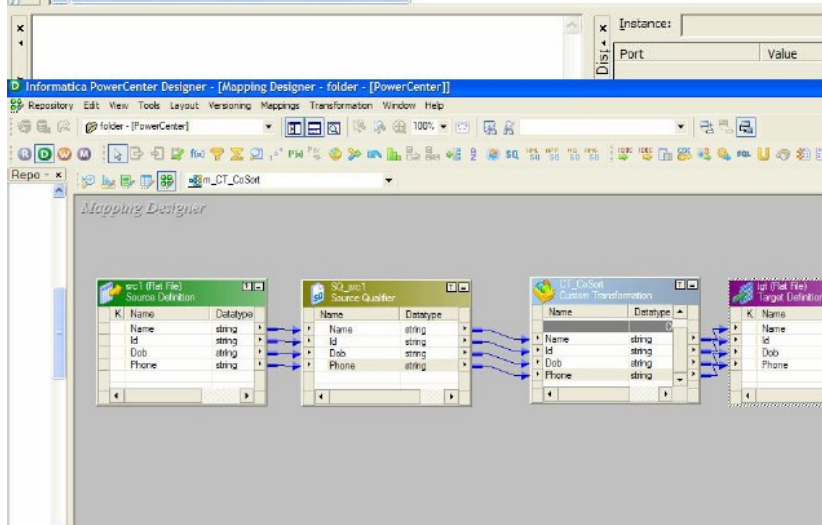 Instance:
Port Value
Informatica PowerCenter Designer - [Mapping Designer - folder - [PowerCenter]]
Repository Edit View Tools Layout Versioning Mappings Transformation Window Help
folder - [PowerCenter] 100%
Repo m_CT_CoSort
Mapping Designer
src1 (Flat File)
Source Definition
K Name Datatype
Name string
Id string
Dob string
Phone string
SQ_src1
Source Qualifier
Name Datatype
Name string
Id string
Dob string
Phone string
CT_CoSort
Custom Transformation
Name Datatype
Name string
Id string
Dob string
Phone string
tgt (Flat File)
Target Definition
K Name
Name
Id
Dob
Phone